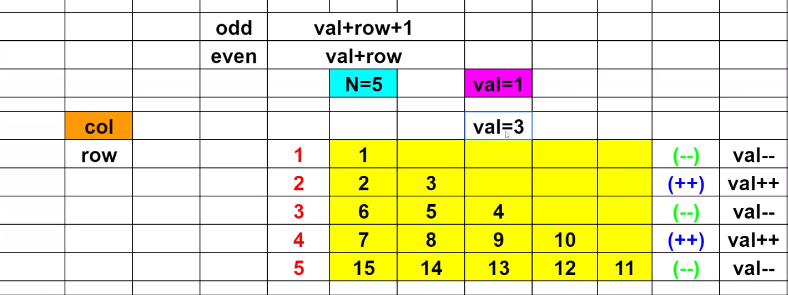 odd val+row+1
even val+row
N=5 val=1
col val=3
row 1 1 (--) val--
2 2 3 (++) val++
3 6 5 4 (--) val--
4 7 8 9 10 (++) val++
5 15 14 13 12 11 (--) val--